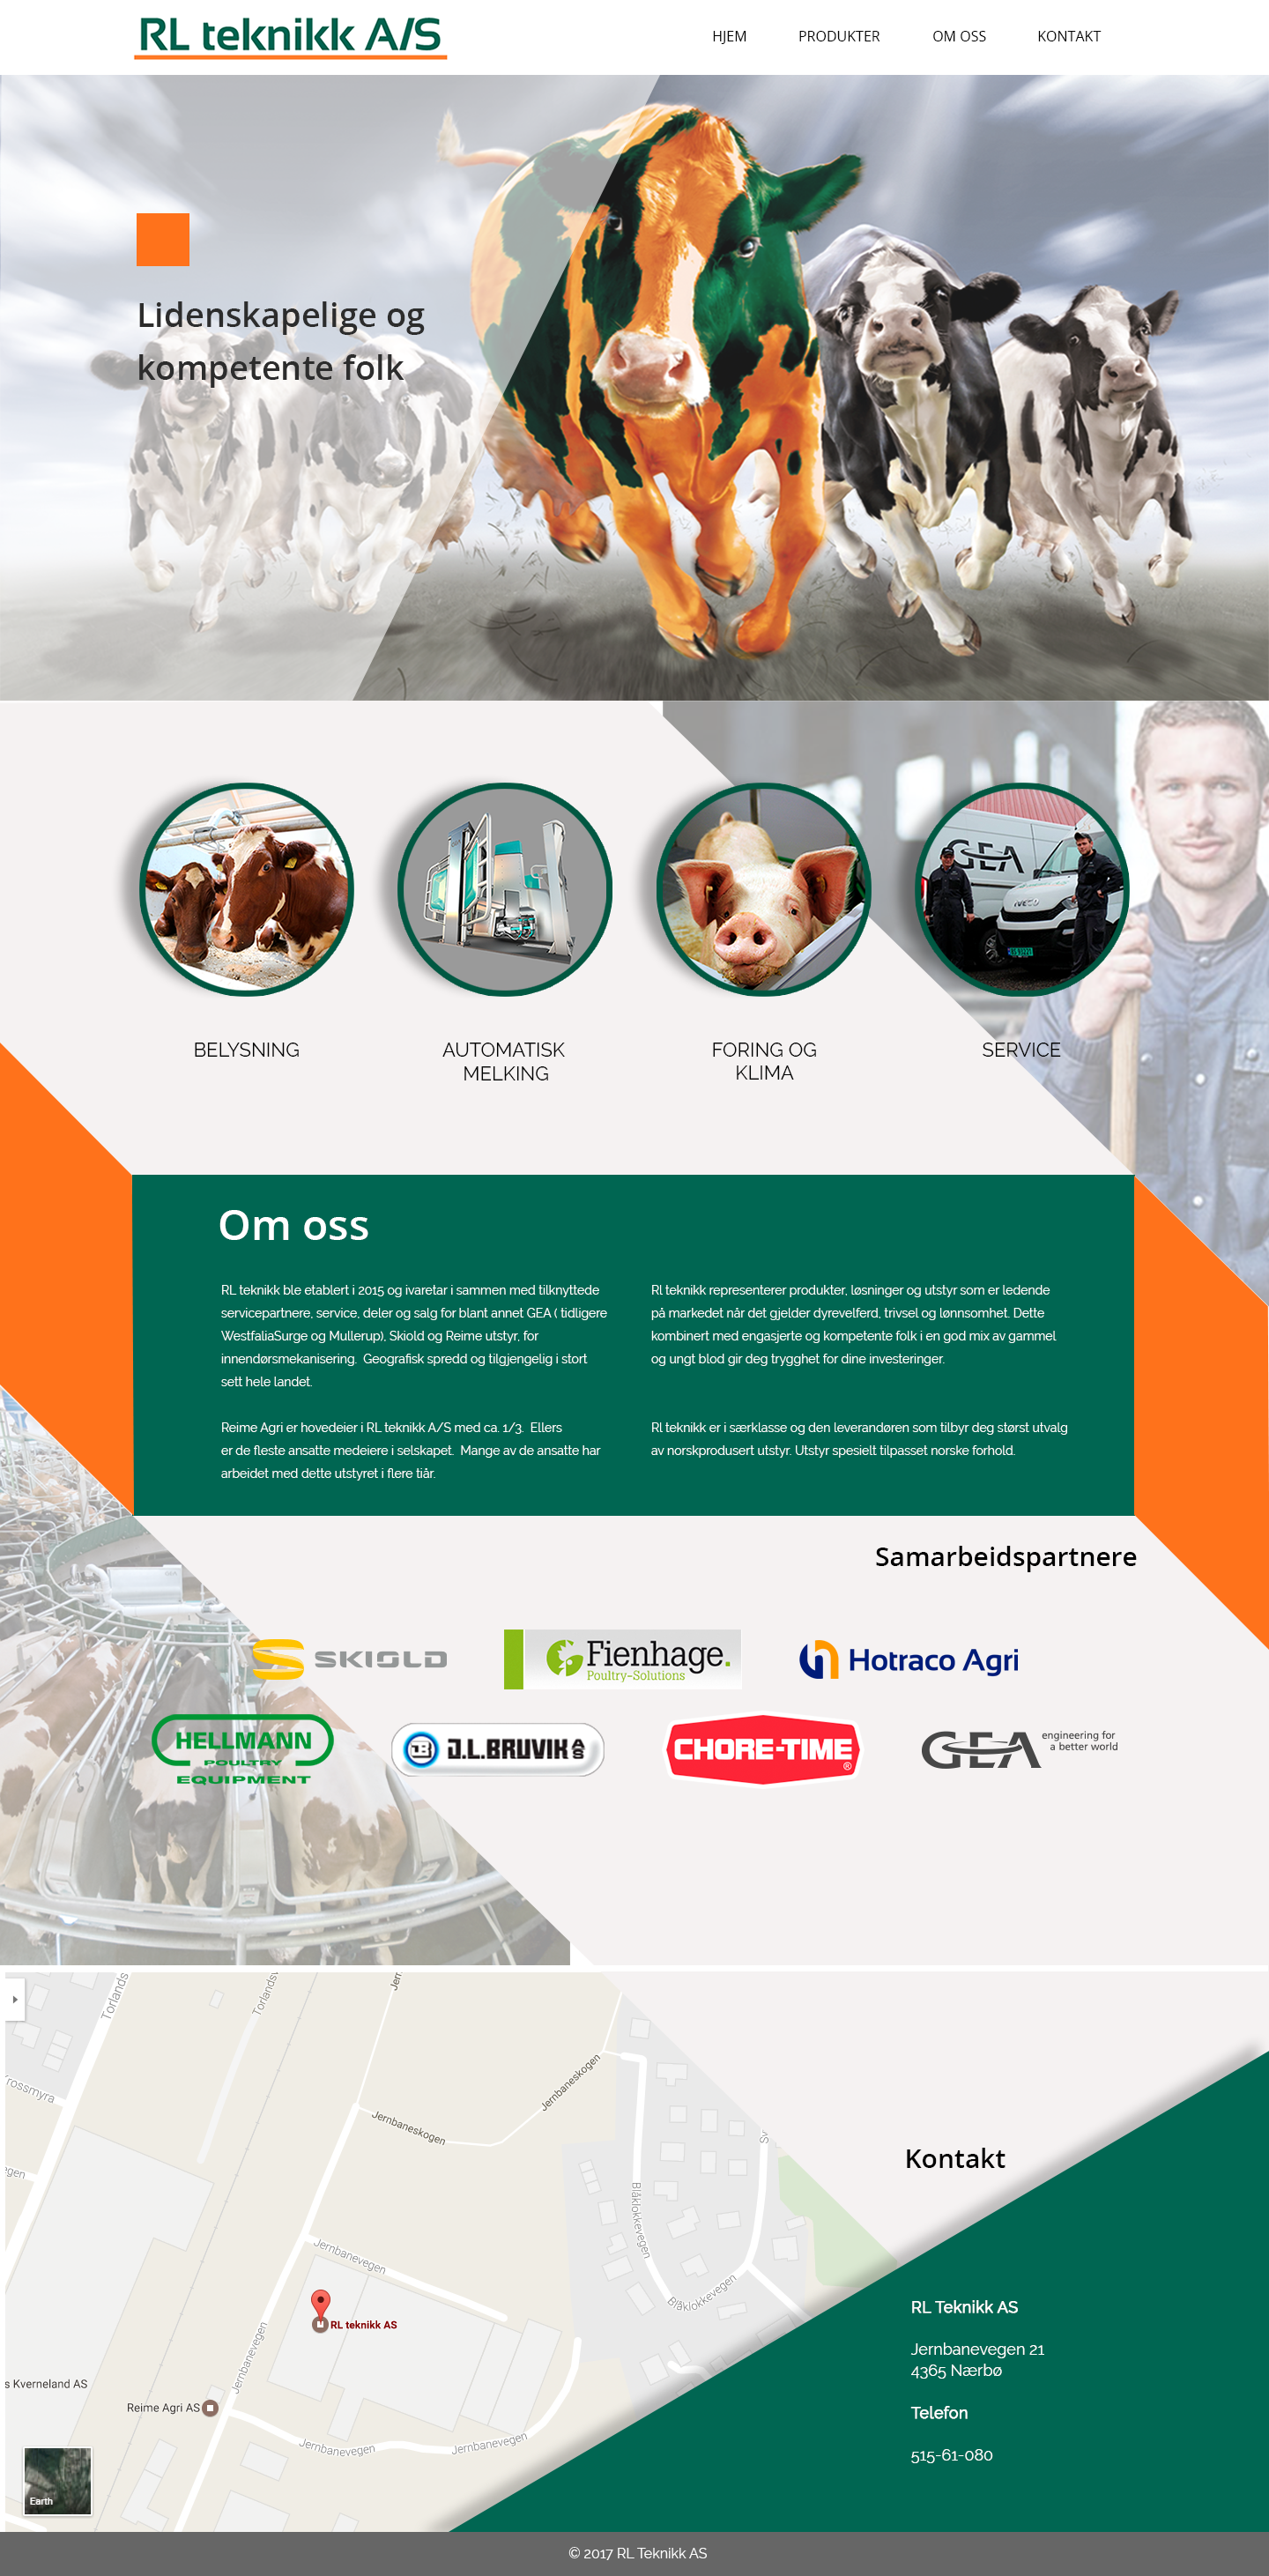 RL teknikk A/S
HJEM PRODUKTER OM OSS KONTAKT
Lidenskapelige og
kompetente folk
GEA
IVECO
BELYSNING
AUTOMATISK
MELKING
FORING OG
KLIMA
SERVICE
Om oss
RL teknikk ble etablert i 2015 og ivaretar i sammen med tilknyttede
servicepartnere, service, deler og salg for blant annet GEA ( tidligere
WestfaliaSurge og Mullerup), Skiold og Reime utstyr, for
innendørsmekanisering.  Geografisk spredd og tilgjengelig i stort
sett hele landet.
Reime Agri er hovedeier i RL teknikk A/S med ca. 1/3.  Ellers
er de fleste ansatte medeiere i selskapet.  Mange av de ansatte har
arbeidet med dette utstyret i flere tiår.
Rl teknikk representerer produkter, løsninger og utstyr som er ledende
på markedet når det gjelder dyrevelferd, trivsel og lønnsomhet. Dette
kombinert med engasjerte og kompetente folk i en god mix av gammel
og ungt blod gir deg trygghet for dine investeringer.
Rl teknikk er i særklasse og den leverandøren som tilbyr deg størst utvalg
av norskprodusert utstyr. Utstyr spesielt tilpasset norske forhold.
Samarbeidspartnere
SKIOLD
Fienhage.
Poultry-Solutions
Hotraco Agri
HELLMANN
POULTRY
EQUIPMENT
J.L.BRUVIK AS
CHORE-TIME®
GEA
engineering for
a better world
Torlands
Torlandsv
Jern
Krossmyra
Jernbaneskogen
Jernbaneskogen
Blåklokkevegen
Jernbanevegen
Blåklokkevegen
RL teknikk AS
Jernbanevegen
s Kverneland AS
Reime Agri AS
Jernbanevegen
Jernbanevegen
Earth
Kontakt
RL Teknikk AS
Jernbanevegen 21
4365 Nærbø
Telefon
515-61-080
© 2017 RL Teknikk AS